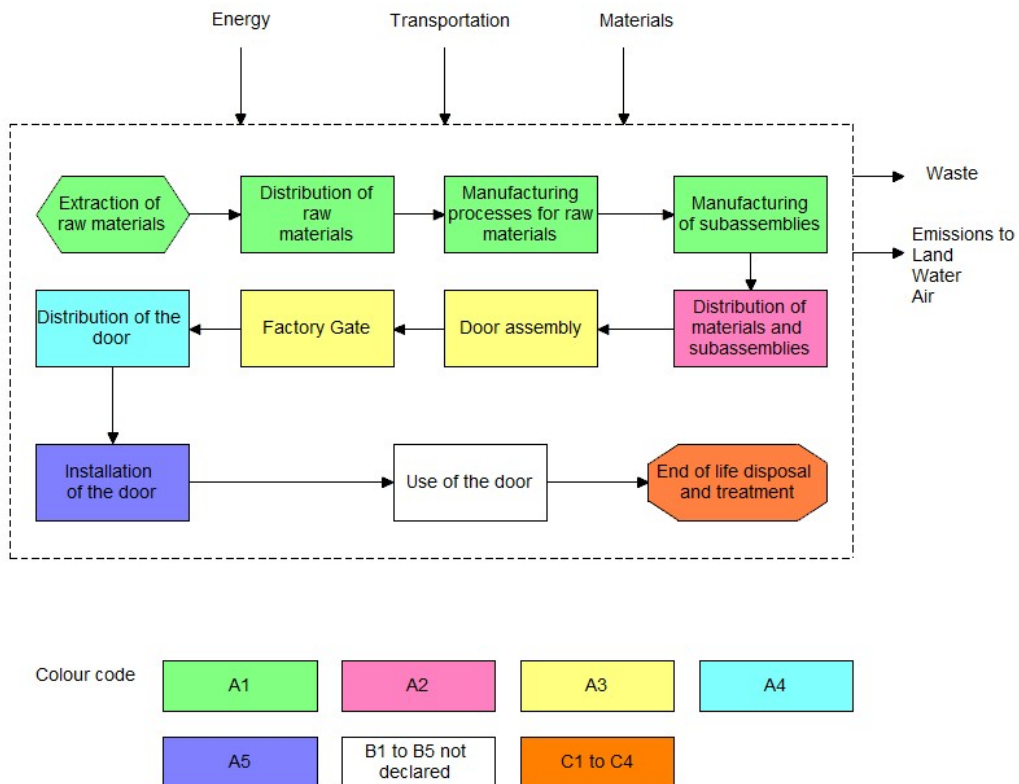 Energy
Transportation
Materials
Extraction of
raw materials
Distribution of
raw
materials
Manufacturing
processes for raw
materials
Manufacturing
of subassemblies
Waste
Emissions to
Land
Water
Air
Distribution of the
door
Factory Gate
Door assembly
Distribution of
materials and
subassemblies
Installation
of the door
Use of the door
End of life disposal
and treatment
Colour code
A1
A2
A3
A4
A5
B1 to B5 not
declared
C1 to C4